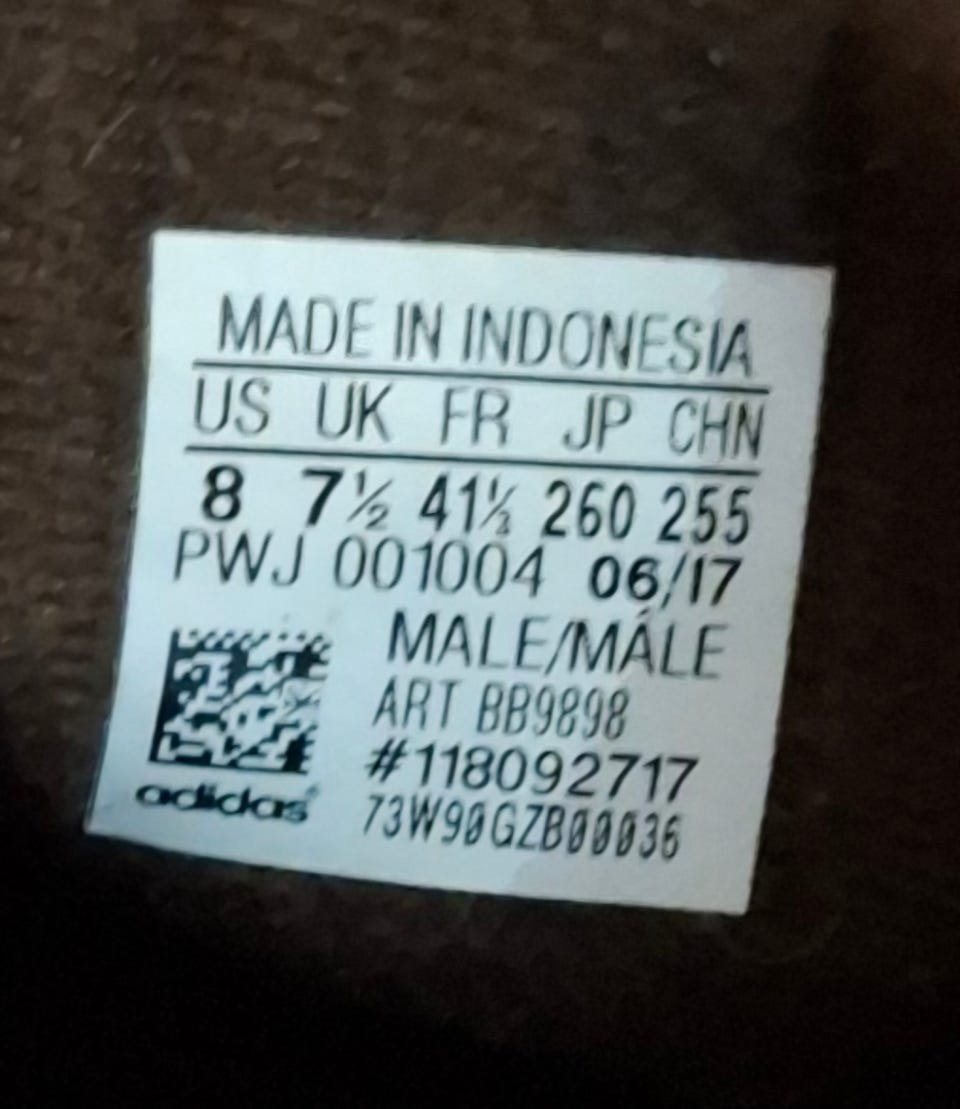 MADE IN INDONESIA
US UK FR JP CHN
8 7½ 41⅓ 260 255
PWJ 001004 06/17
MALE/MÂLE
ART BB9898
#118092717
73W90GZB00036
adidas